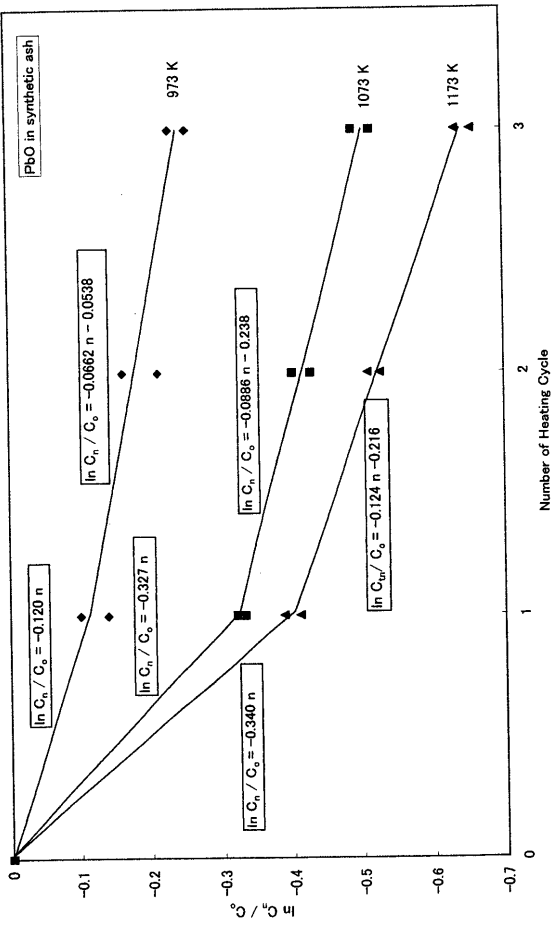 PbO in synthetic ash
973 K
1073 K
1173 K
ln Cₙ / Cₒ = −0.120 n
ln Cₙ / Cₒ = −0.0662 n − 0.0538
ln Cₙ / Cₒ = −0.327 n
ln Cₙ / Cₒ = −0.0886 n − 0.238
ln Cₙ / Cₒ = −0.340 n
ln Cₜₙ / Cₒ = −0.124 n −0.216
0
−0.1
−0.2
−0.3
−0.4
−0.5
−0.6
−0.7
ln Cₙ / Cₒ
0
1
2
3
Number of Heating Cycle